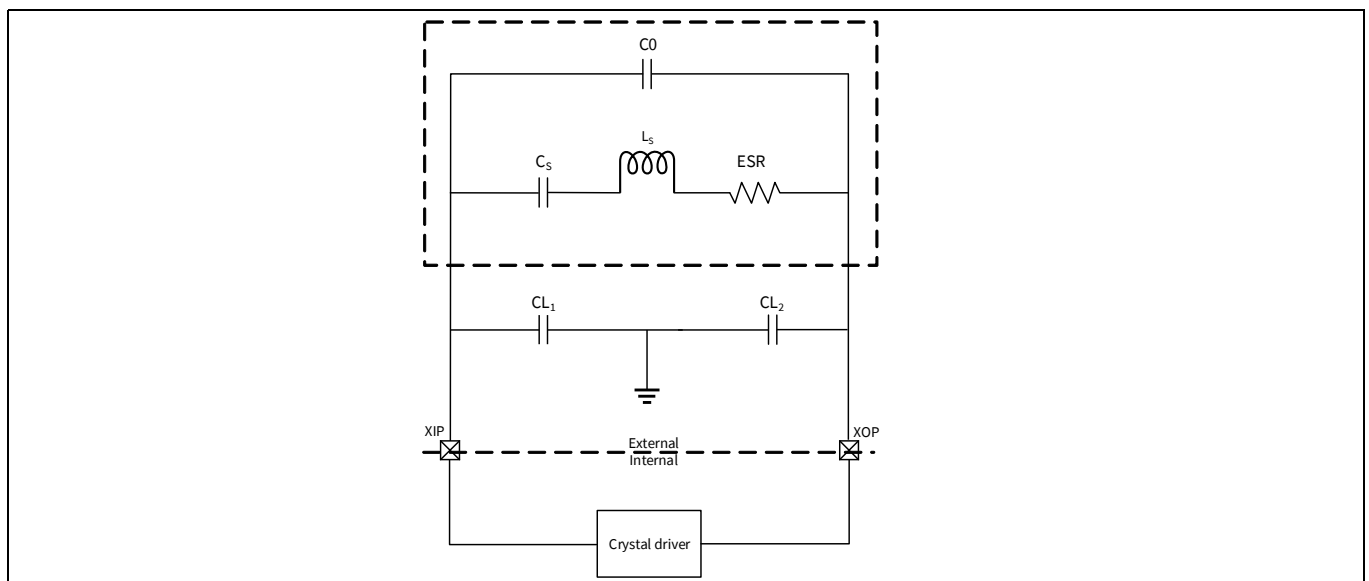 C0
Lₛ
Cₛ
ESR
CL₁
CL₂
XIP
XOP
External
Internal
Crystal driver